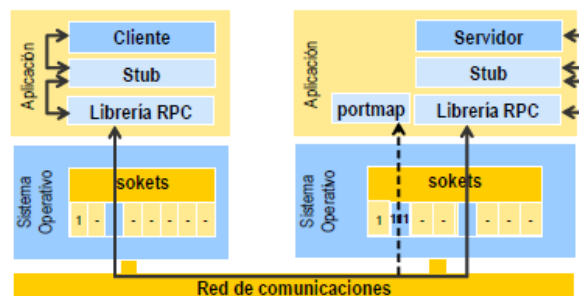 Aplicación
Cliente
Stub
Librería RPC
Sistema
Operativo
sokets
1 - - - - - -
Aplicación
Servidor
Stub
portmap
Librería RPC
Sistema
Operativo
sokets
1 111 - - - - -
Red de comunicaciones